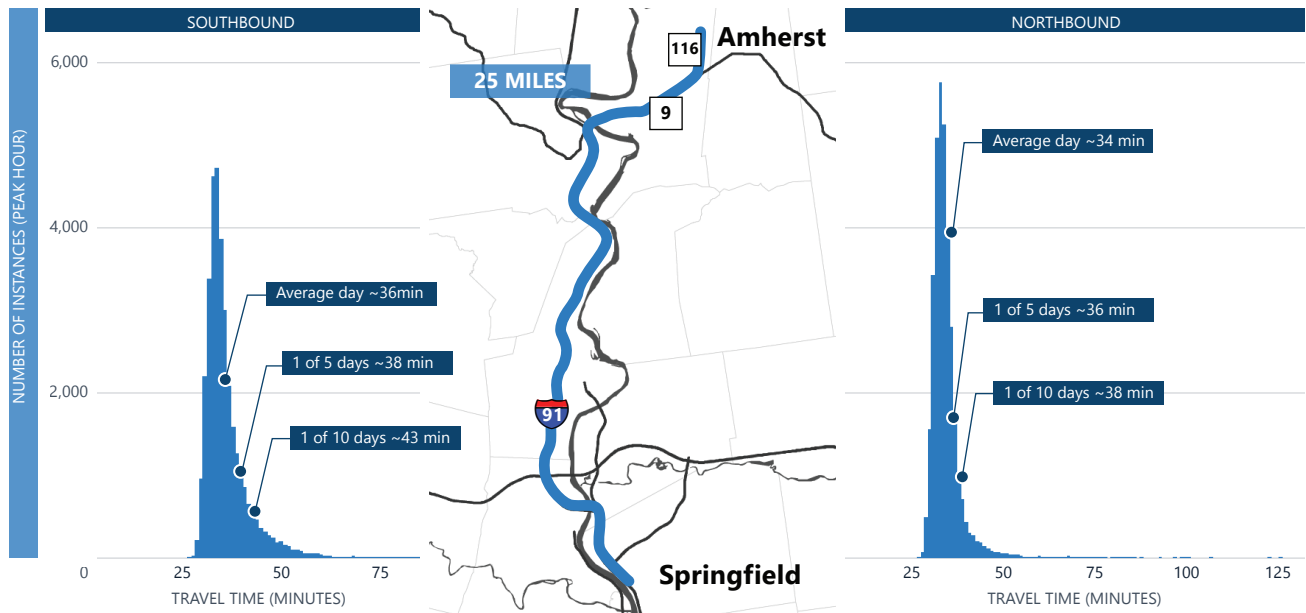 SOUTHBOUND
NUMBER OF INSTANCES (PEAK HOUR)
6,000
4,000
2,000
Average day ~36min
1 of 5 days ~38 min
1 of 10 days ~43 min
0
25
50
75
TRAVEL TIME (MINUTES)
25 MILES
116
Amherst
9
91
Springfield
NORTHBOUND
Average day ~34 min
1 of 5 days ~36 min
1 of 10 days ~38 min
25
50
75
100
125
TRAVEL TIME (MINUTES)